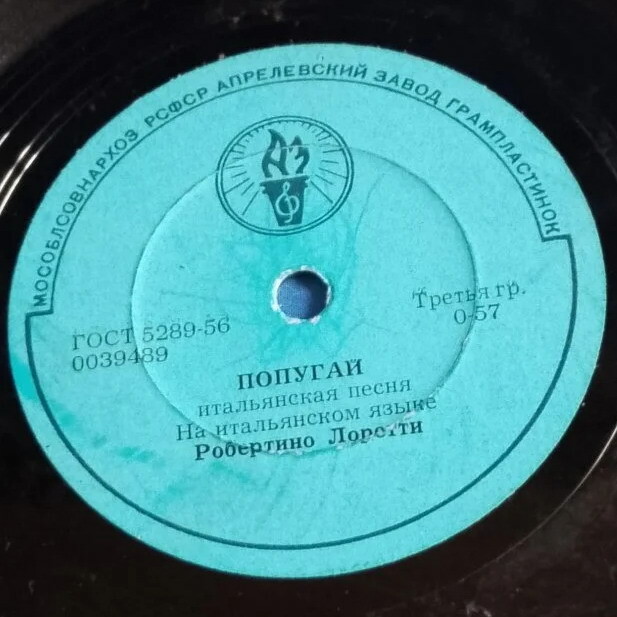 МОСОБЛСОВНАРХОЗ РСФСР АПРЕЛЕВСКИЙ ЗАВОД ГРАМПЛАСТИНОК
АЗ
ГОСТ 5289-56
0039489
Третья гр.
0-57
ПОПУГАЙ
итальянская песня
На итальянском языке
Робертино Лоретти